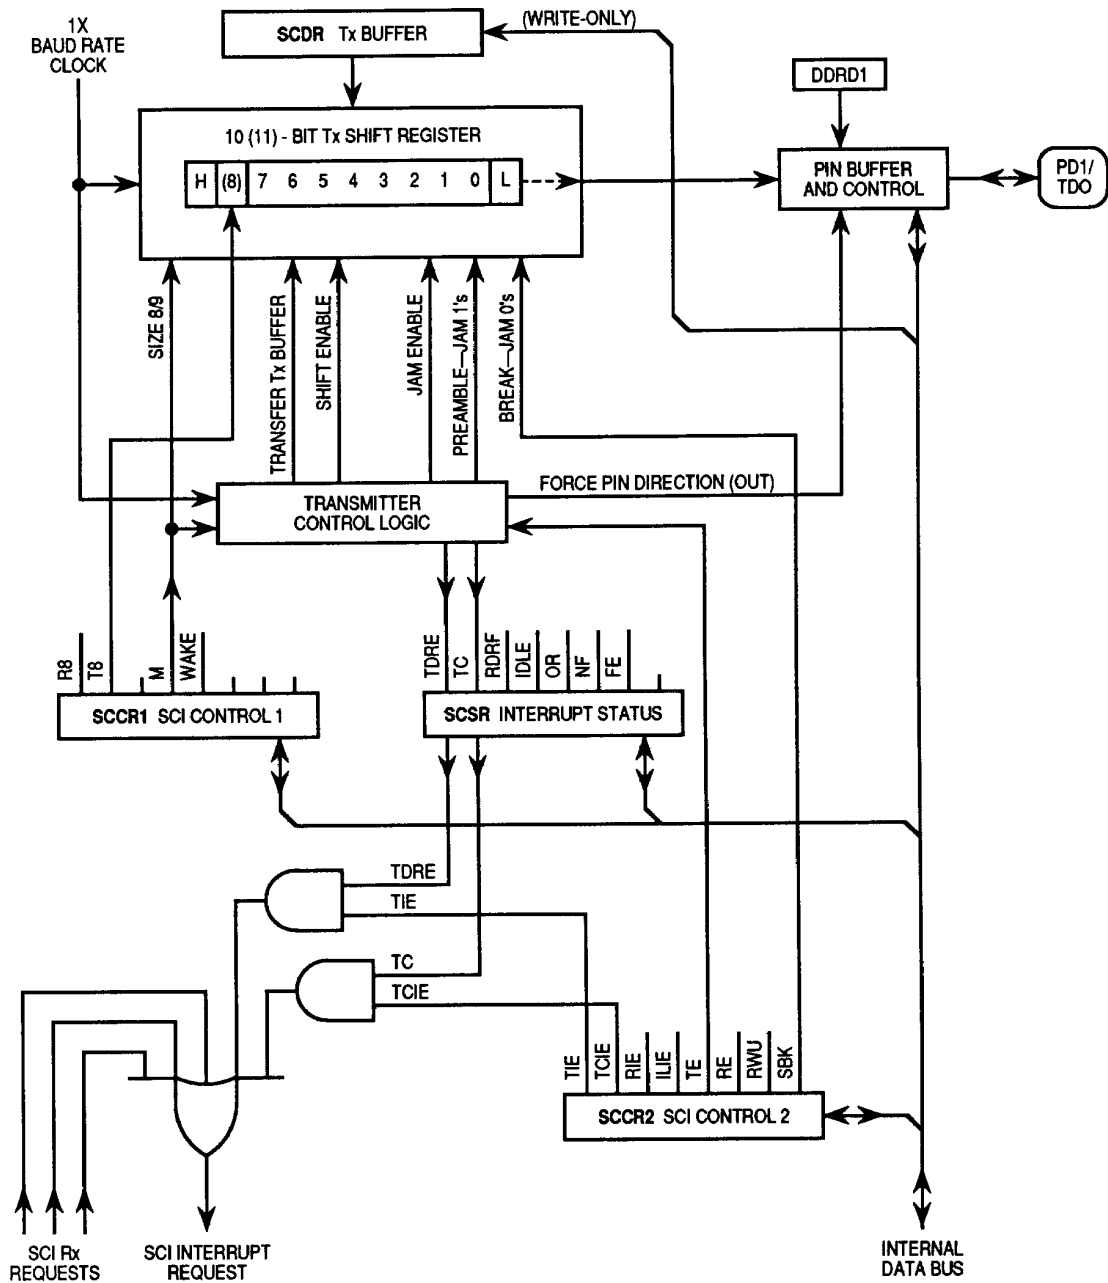 1X
BAUD RATE
CLOCK
SCDR Tx BUFFER
(WRITE-ONLY)
DDRD1
10 (11) - BIT Tx SHIFT REGISTER
H (8) 7 6 5 4 3 2 1 0 L
PIN BUFFER
AND CONTROL
PD1/
TDO
SIZE 8/9
TRANSFER Tx BUFFER
SHIFT ENABLE
JAM ENABLE
PREAMBLE—JAM 1's
BREAK—JAM 0's
FORCE PIN DIRECTION (OUT)
TRANSMITTER
CONTROL LOGIC
R8
T8
M
WAKE
TDRE
TC
RDRF
IDLE
OR
NF
FE
SCCR1 SCI CONTROL 1
SCSR INTERRUPT STATUS
TDRE
TIE
TC
TCIE
TIE
TCIE
RIE
ILIE
TE
RE
RWU
SBK
SCCR2 SCI CONTROL 2
SCI Rx
REQUESTS
SCI INTERRUPT
REQUEST
INTERNAL
DATA BUS